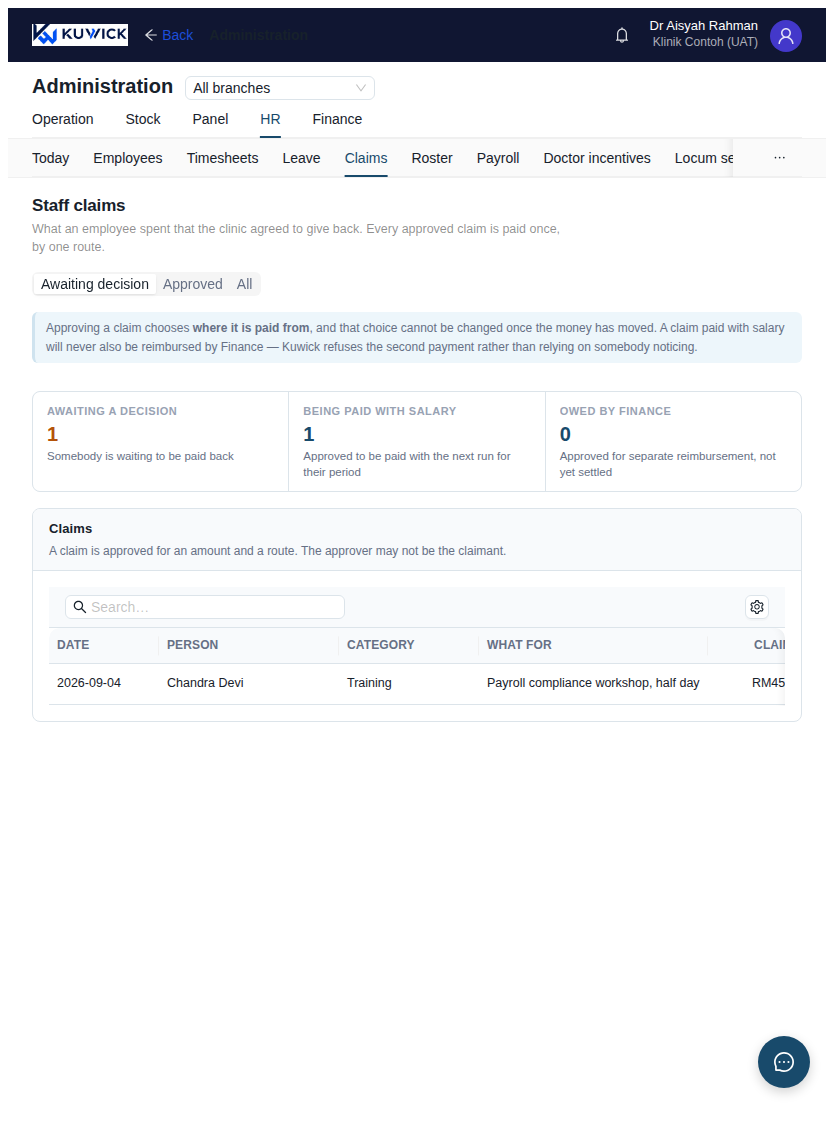 KUWICK
Back
Administration
Dr Aisyah Rahman
Klinik Contoh (UAT)
Administration
All branches
Operation Stock Panel HR Finance
Today Employees Timesheets Leave Claims Roster Payroll Doctor incentives Locum se ···
Staff claims
What an employee spent that the clinic agreed to give back. Every approved claim is paid once,
by one route.
Awaiting decision Approved All
Approving a claim chooses where it is paid from, and that choice cannot be changed once the money has moved. A claim paid with salary
will never also be reimbursed by Finance — Kuwick refuses the second payment rather than relying on somebody noticing.
AWAITING A DECISION
1
Somebody is waiting to be paid back
BEING PAID WITH SALARY
1
Approved to be paid with the next run for
their period
OWED BY FINANCE
0
Approved for separate reimbursement, not
yet settled
Claims
A claim is approved for an amount and a route. The approver may not be the claimant.
Search…
DATE PERSON CATEGORY WHAT FOR CLAI
2026-09-04 Chandra Devi Training Payroll compliance workshop, half day RM45